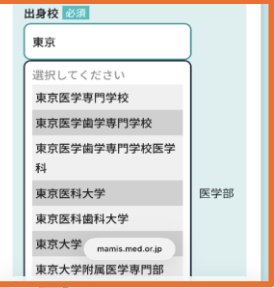 出身校 必須
東京
選択してください
東京医学専門学校
東京医学歯学専門学校
東京医学歯学専門学校医学
科
東京医科大学
医学部
東京医科歯科大学
東京大学
mamis.med.or.jp
東京大学附属医学専門部